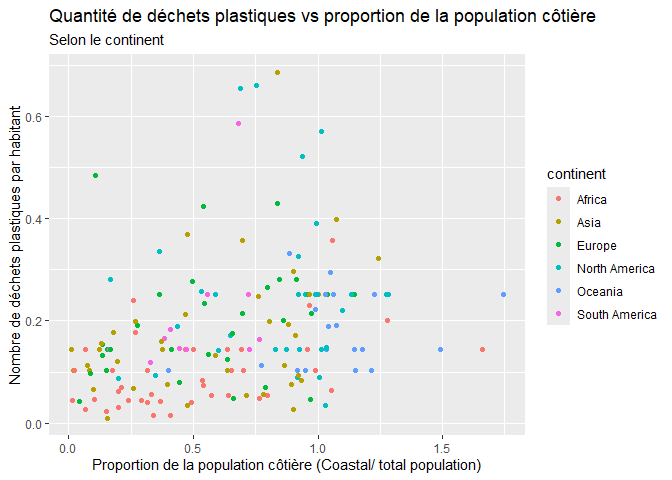 Quantité de déchets plastiques vs proportion de la population côtière
Selon le continent
Nombre de déchets plastiques par habitant
0.6
0.4
0.2
0.0
0.0 0.5 1.0 1.5
Proportion de la population côtière (Coastal/ total population)
continent
Africa
Asia
Europe
North America
Oceania
South America